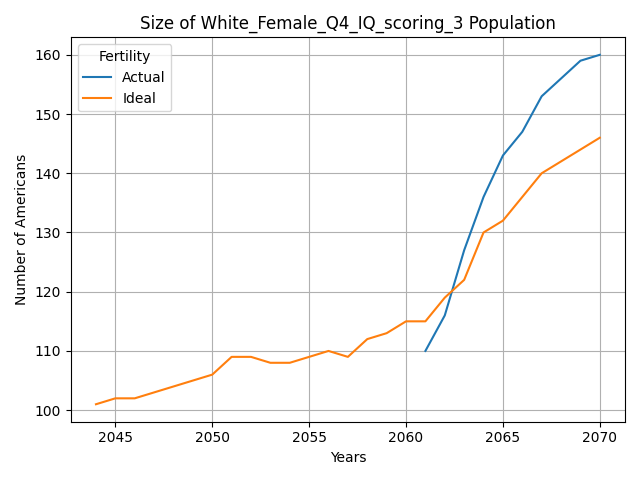 Size of White_Female_Q4_IQ_scoring_3 Population
Fertility
Actual
Ideal
Number of Americans
160
150
140
130
120
110
100
2045
2050
2055
2060
2065
2070
Years